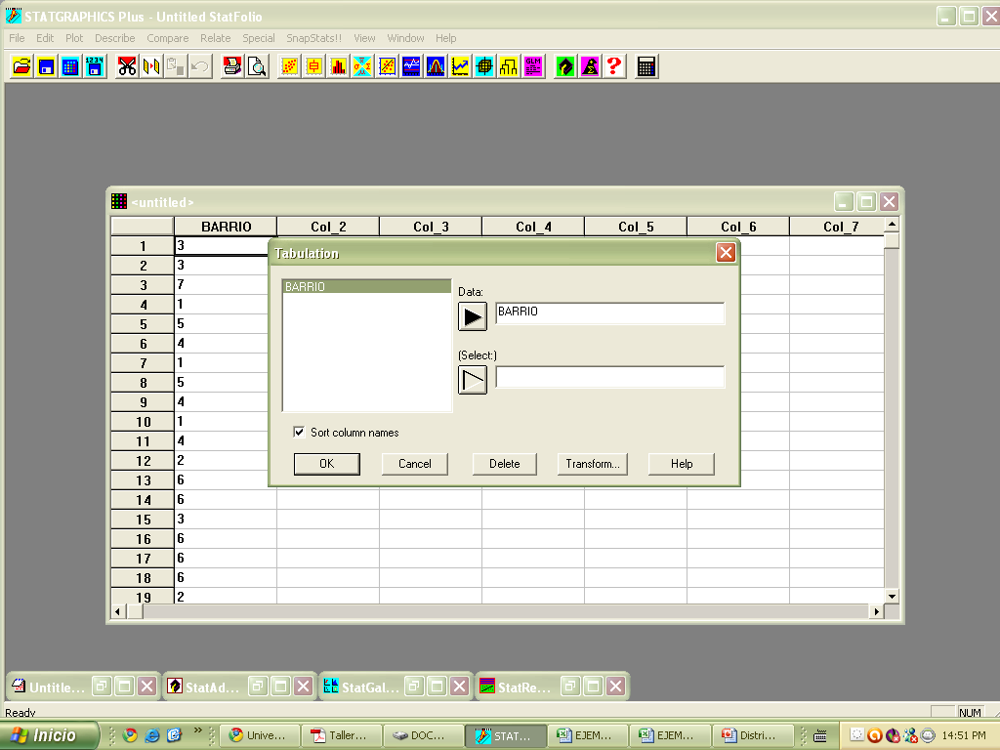 STATGRAPHICS Plus - Untitled StatFolio
File Edit Plot Describe Compare Relate Special SnapStats!! View Window Help
1234
GLM
<untitled>
BARRIO Col_2 Col_3 Col_4 Col_5 Col_6 Col_7
1 3
2 3
3 7
4 1
5 5
6 4
7 1
8 5
9 4
10 1
11 4
12 2
13 6
14 6
15 3
16 6
17 6
18 6
19 2
Tabulation
BARRIO
Data:
BARRIO
(Select:)
Sort column names
OK Cancel Delete Transform... Help
Untitle... StatAd... StatGal... StatRe...
Ready NUM
Inicio » Unive... Taller... DOC... STAT... EJEM... EJEM... Distri... 14:51 PM